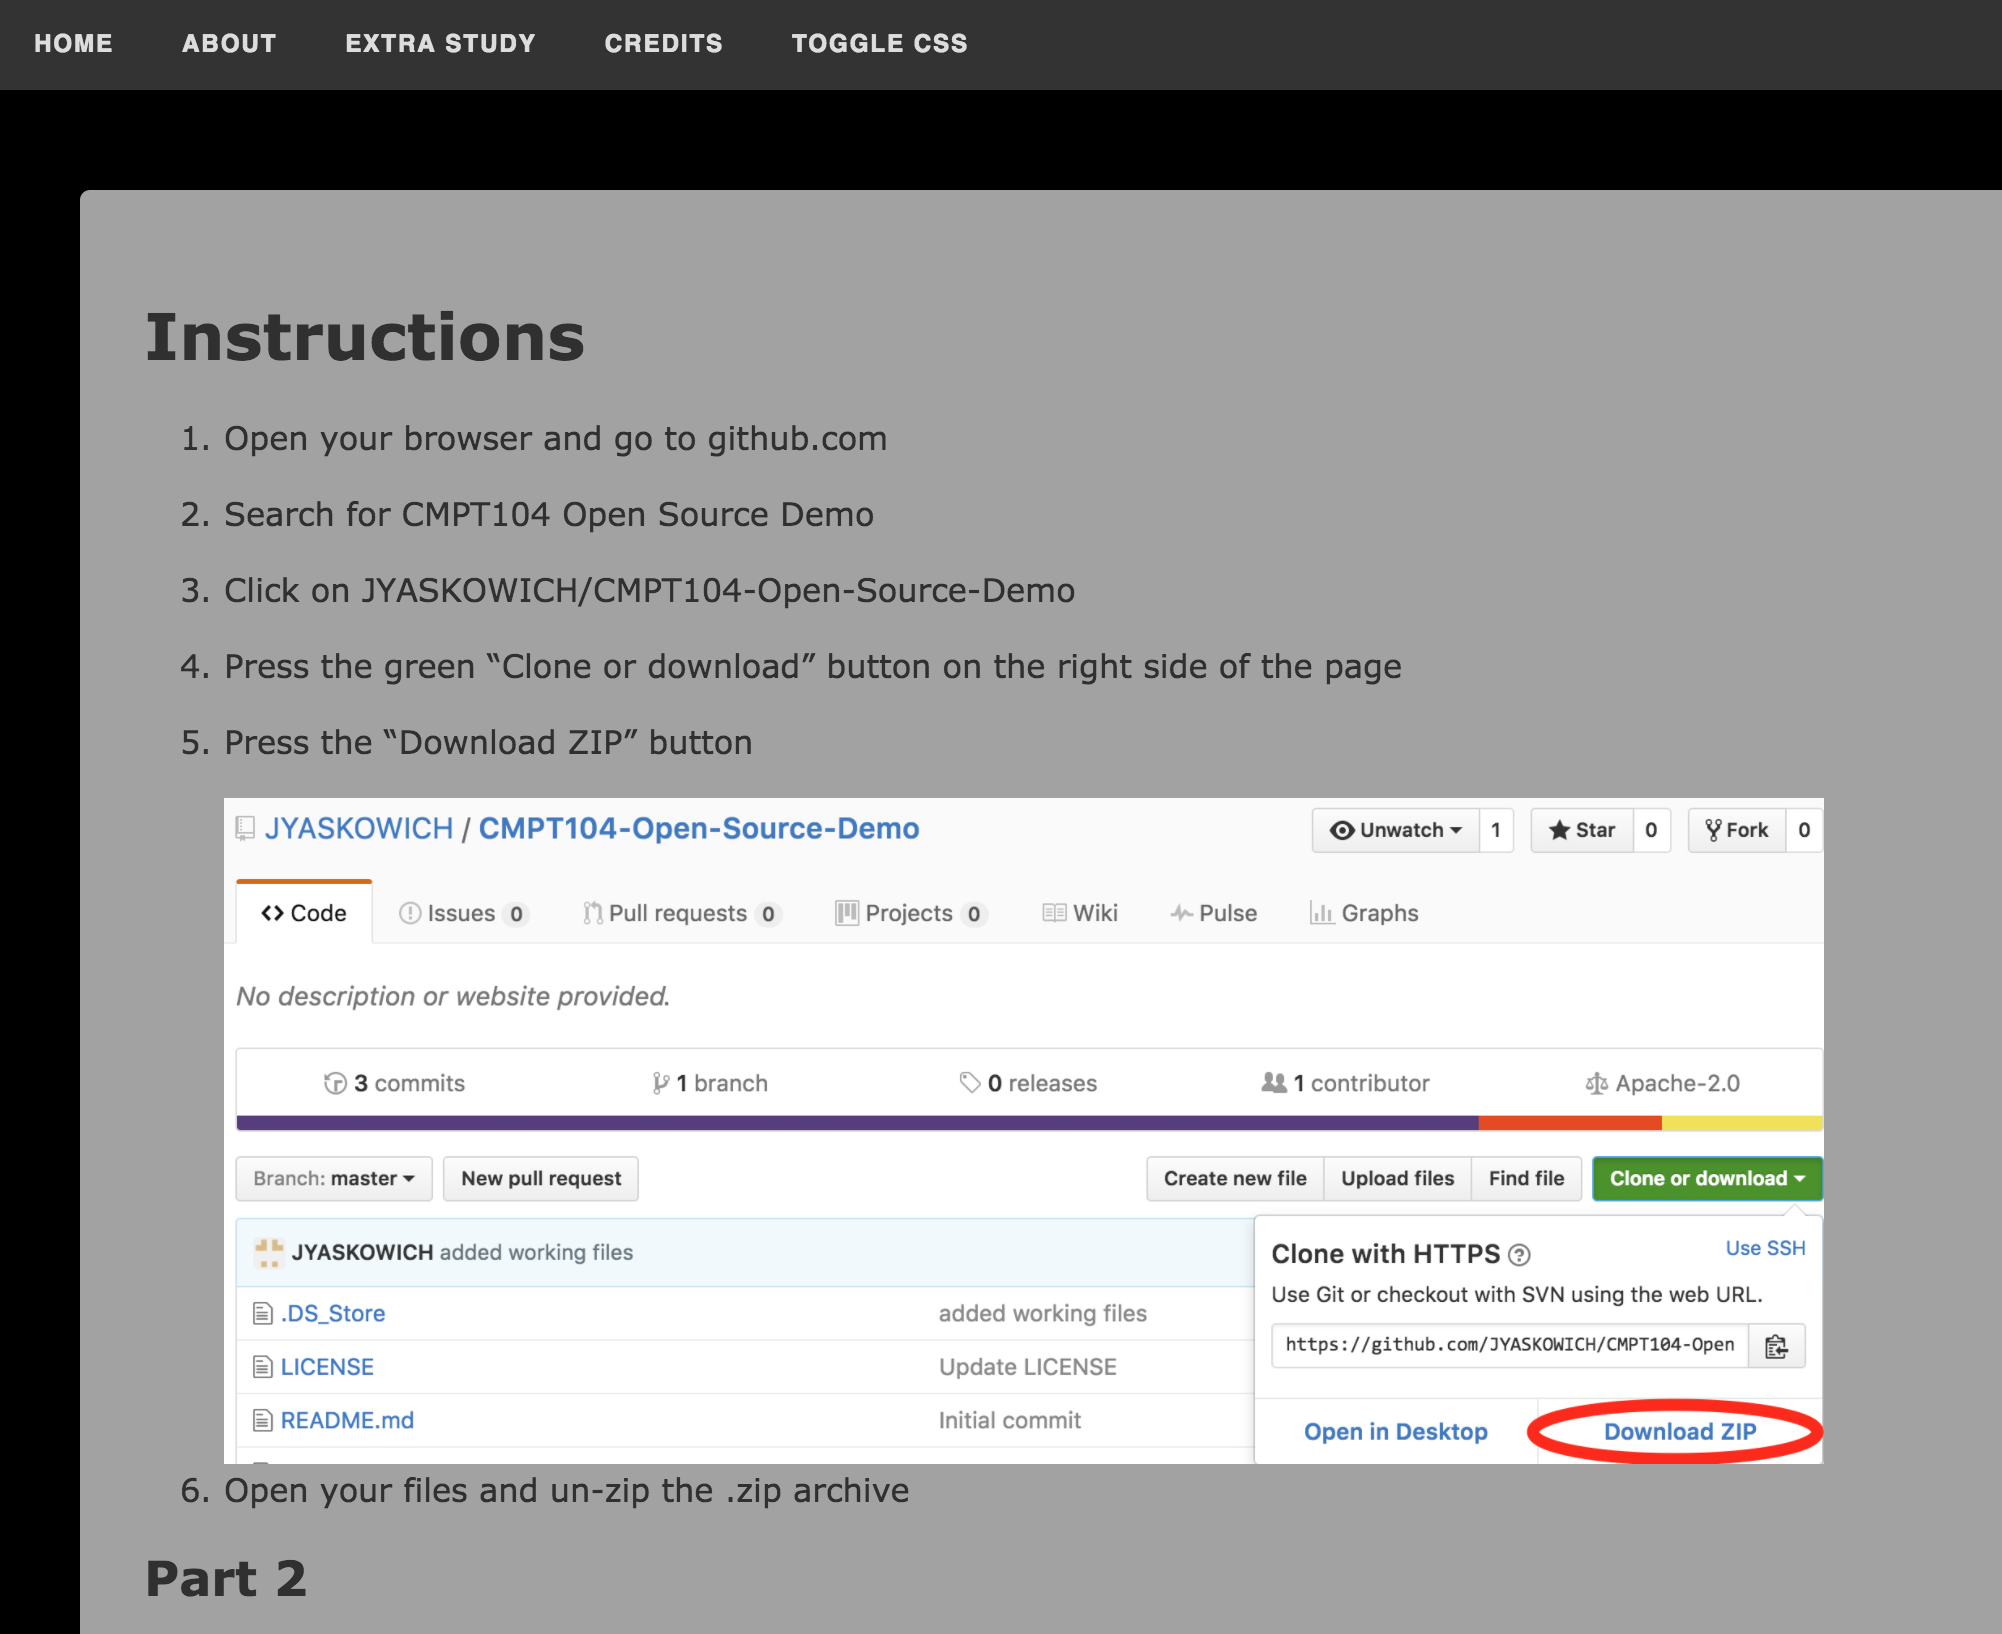 HOME ABOUT EXTRA STUDY CREDITS TOGGLE CSS
Instructions
1. Open your browser and go to github.com
2. Search for CMPT104 Open Source Demo
3. Click on JYASKOWICH/CMPT104-Open-Source-Demo
4. Press the green “Clone or download” button on the right side of the page
5. Press the “Download ZIP” button
JYASKOWICH / CMPT104-Open-Source-Demo Unwatch 1 Star 0 Fork 0
Code Issues 0 Pull requests 0 Projects 0 Wiki Pulse Graphs
No description or website provided.
3 commits 1 branch 0 releases 1 contributor Apache-2.0
Branch: master New pull request Create new file Upload files Find file Clone or download
JYASKOWICH added working files
Clone with HTTPS ? Use SSH
Use Git or checkout with SVN using the web URL.
.DS_Store added working files
https://github.com/JYASKOWICH/CMPT104-Open
LICENSE Update LICENSE
README.md Initial commit
Open in Desktop Download ZIP
6. Open your files and un-zip the .zip archive
Part 2